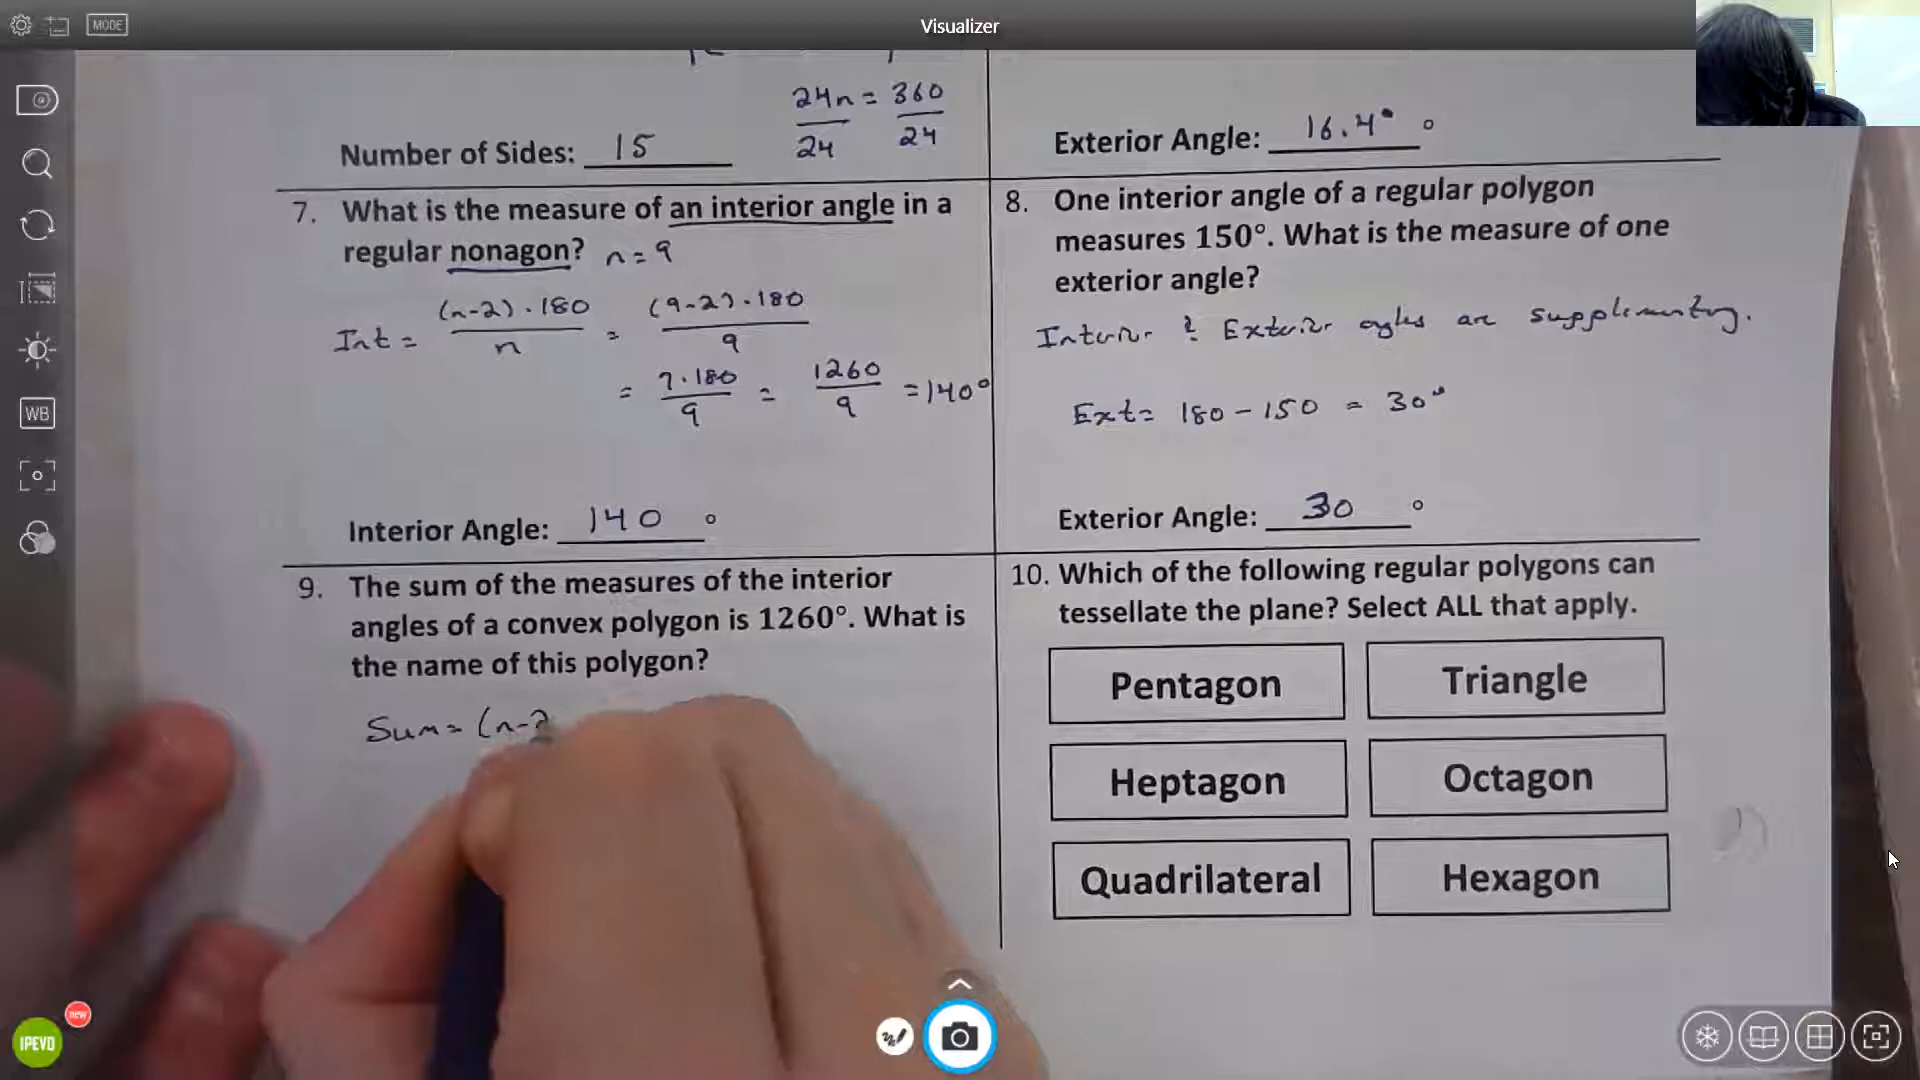 MODE
Visualizer
24n = 360
24 24
Number of Sides: 15
Exterior Angle: 16.4° °
7. What is the measure of an interior angle in a
regular nonagon? n = 9
Int = (n-2) · 180 / n = (9-2) · 180 / 9
= 7 · 180 / 9 = 1260 / 9 = 140°
Interior Angle: 140 °
8. One interior angle of a regular polygon
measures 150°. What is the measure of one
exterior angle?
Interior & Exterior angles are supplementary.
Ext = 180 - 150 = 30°
Exterior Angle: 30 °
9. The sum of the measures of the interior
angles of a convex polygon is 1260°. What is
the name of this polygon?
Sum = (n-2
10. Which of the following regular polygons can
tessellate the plane? Select ALL that apply.
Pentagon Triangle
Heptagon Octagon
Quadrilateral Hexagon
WB
new
IPEVO